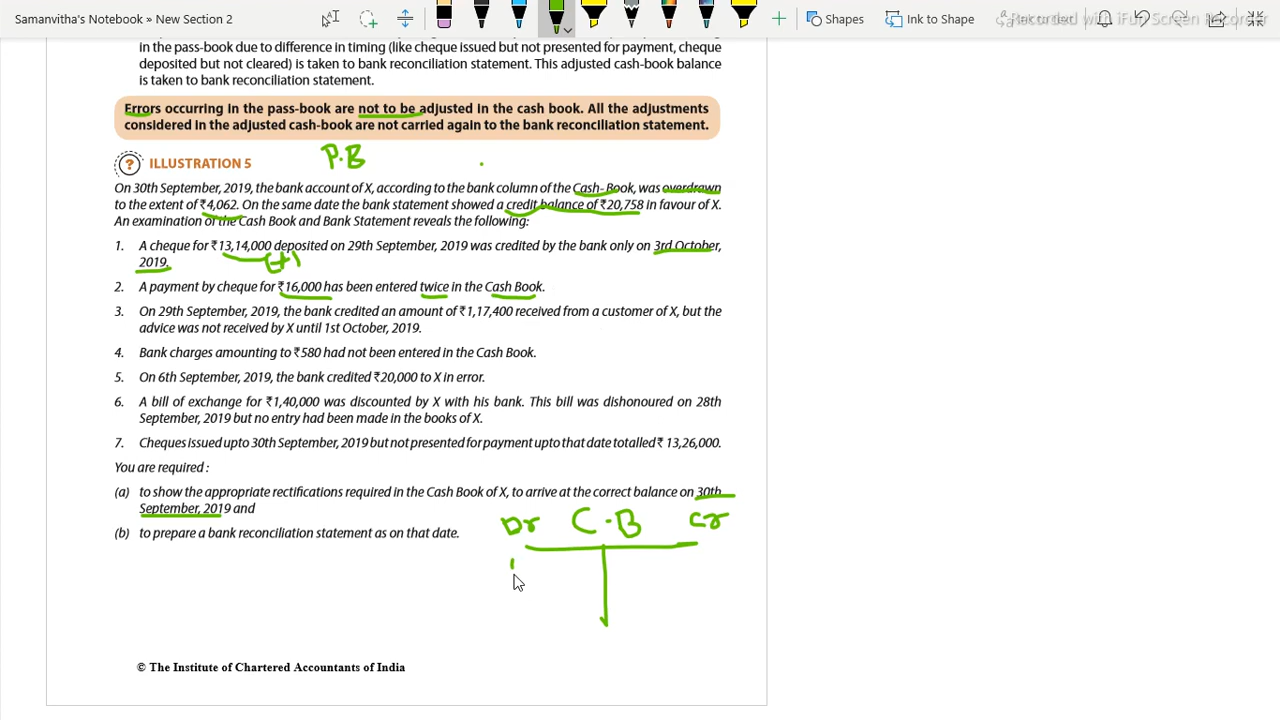 Samanvitha's Notebook » New Section 2
Shapes
Ink to Shape
Ink to Text
Recorded with iFun Screen Recorder
in the pass-book due to difference in timing (like cheque issued but not presented for payment, cheque
deposited but not cleared) is taken to bank reconciliation statement. This adjusted cash-book balance
is taken to bank reconciliation statement.
Errors occurring in the pass-book are not to be adjusted in the cash book. All the adjustments
considered in the adjusted cash-book are not carried again to the bank reconciliation statement.
? ILLUSTRATION 5
P.B
On 30th September, 2019, the bank account of X, according to the bank column of the Cash- Book, was overdrawn
to the extent of ₹4,062. On the same date the bank statement showed a credit balance of ₹20,758 in favour of X.
An examination of the Cash Book and Bank Statement reveals the following:
1. A cheque for ₹13,14,000 deposited on 29th September, 2019 was credited by the bank only on 3rd October,
2019.
(+)
2. A payment by cheque for ₹16,000 has been entered twice in the Cash Book.
3. On 29th September, 2019, the bank credited an amount of ₹1,17,400 received from a customer of X, but the
advice was not received by X until 1st October, 2019.
4. Bank charges amounting to ₹580 had not been entered in the Cash Book.
5. On 6th September, 2019, the bank credited ₹20,000 to X in error.
6. A bill of exchange for ₹1,40,000 was discounted by X with his bank. This bill was dishonoured on 28th
September, 2019 but no entry had been made in the books of X.
7. Cheques issued upto 30th September, 2019 but not presented for payment upto that date totalled ₹ 13,26,000.
You are required :
(a) to show the appropriate rectifications required in the Cash Book of X, to arrive at the correct balance on 30th
September, 2019 and
(b) to prepare a bank reconciliation statement as on that date.
Dr C.B Cr
© The Institute of Chartered Accountants of India